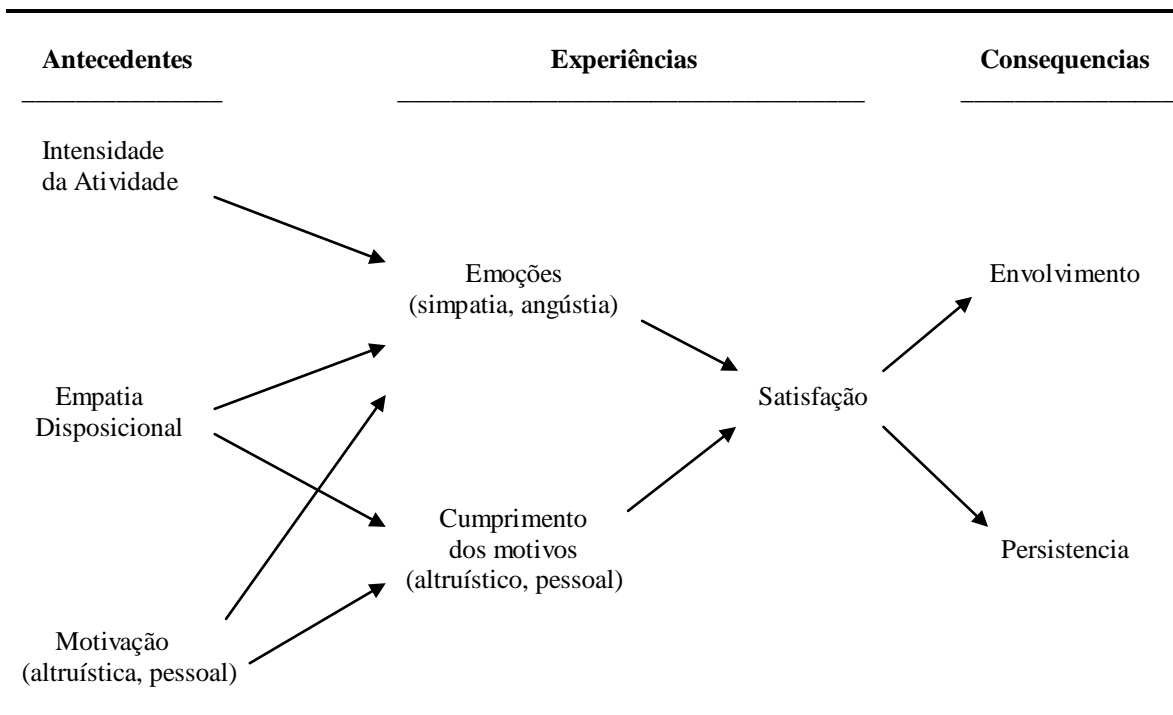 Antecedentes
Experiências
Consequencias
Intensidade
da Atividade
Emoções
(simpatia, angústia)
Envolvimento
Empatia
Disposicional
Satisfação
Cumprimento
dos motivos
(altruístico, pessoal)
Persistencia
Motivação
(altruística, pessoal)